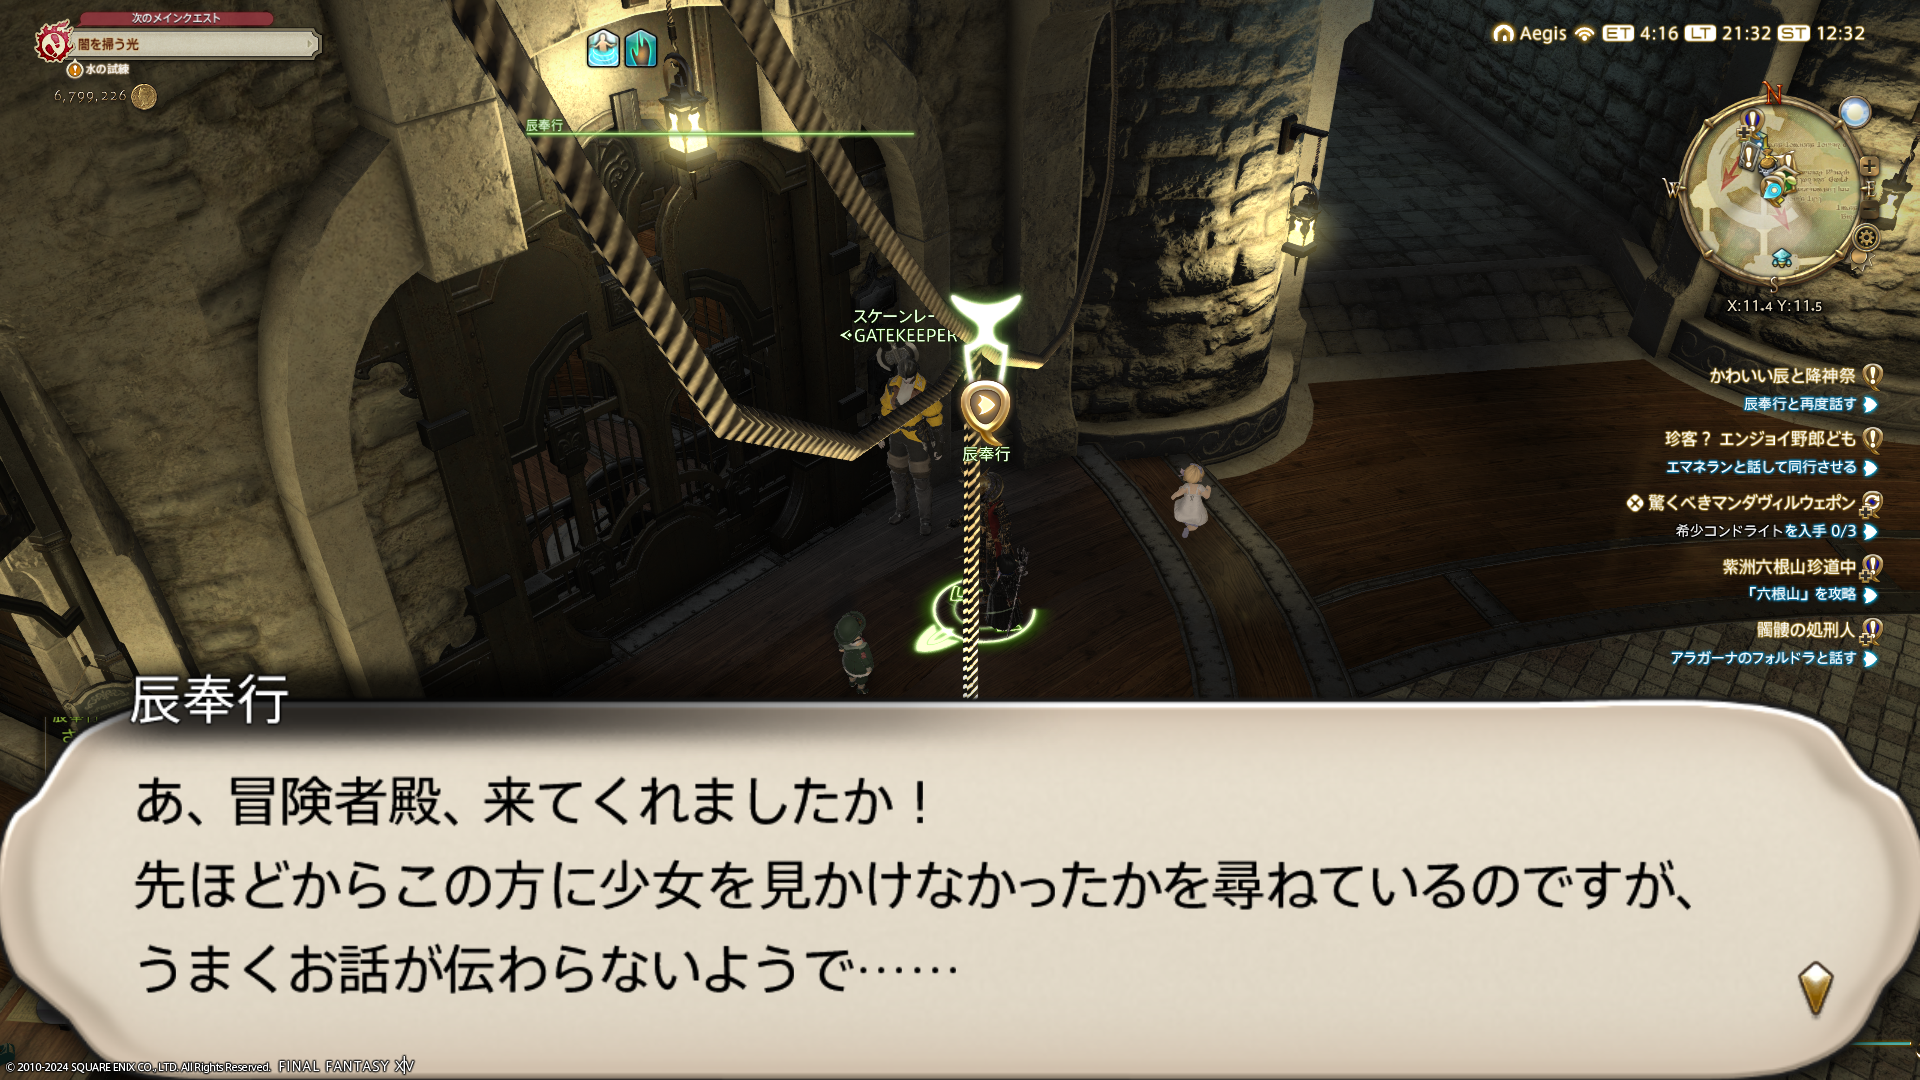 次のメインクエスト
闇を掃う光
水の試練
6,799,226
Aegis ET 4:16 LT 21:32 ST 12:32
N
W
E
S
X:11.4 Y:11.5
辰奉行
スケーンレー
GATEKEEPER
辰奉行
かわいい辰と降神祭
辰奉行と再度話す
珍客？ エンジョイ野郎ども
エマネランと話して同行させる
驚くべきマンダヴィルウェポン
希少コンドライトを入手 0/3
紫洲六根山珍道中
「六根山」を攻略
髑髏の処刑人
アラガーナのフォルドラと話す
辰奉行
あ、冒険者殿、来てくれましたか！
先ほどからこの方に少女を見かけなかったかを尋ねているのですが、
うまくお話が伝わらないようで……
© 2010-2024 SQUARE ENIX CO., LTD. All Rights Reserved. FINAL FANTASY XIV